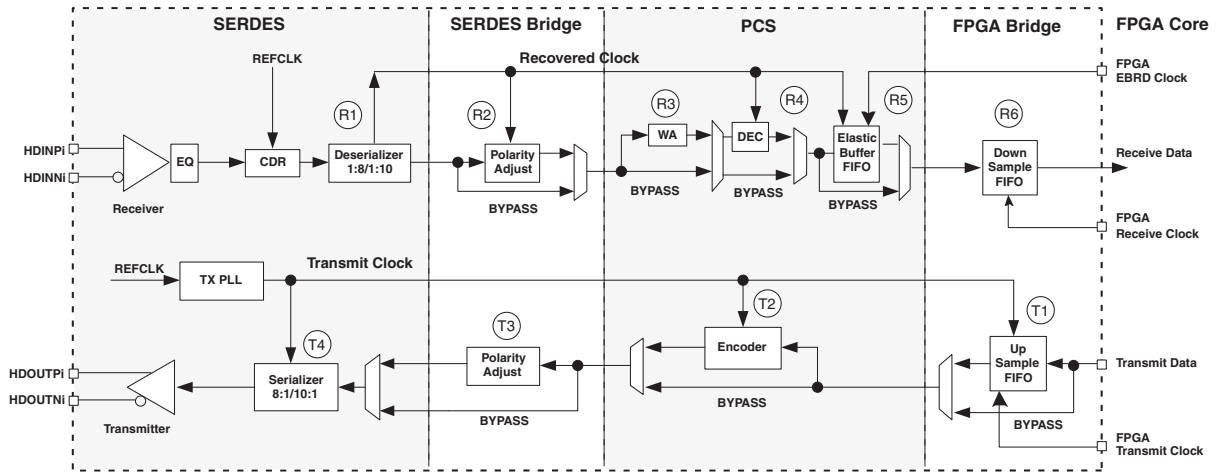 SERDES
SERDES Bridge
PCS
FPGA Bridge
FPGA Core
REFCLK
Recovered Clock
FPGA
EBRD Clock
R1
R2
R3
R4
R5
R6
HDINPi
HDINNi
EQ
CDR
Deserializer
1:8/1:10
Polarity
Adjust
WA
DEC
Elastic
Buffer
FIFO
Down
Sample
FIFO
Receive Data
BYPASS
BYPASS
BYPASS
BYPASS
Receiver
FPGA
Receive Clock
REFCLK
TX PLL
Transmit Clock
T4
T3
T2
T1
HDOUTPi
HDOUTNi
Transmitter
Serializer
8:1/10:1
Polarity
Adjust
Encoder
Up
Sample
FIFO
Transmit Data
BYPASS
BYPASS
BYPASS
FPGA
Transmit Clock